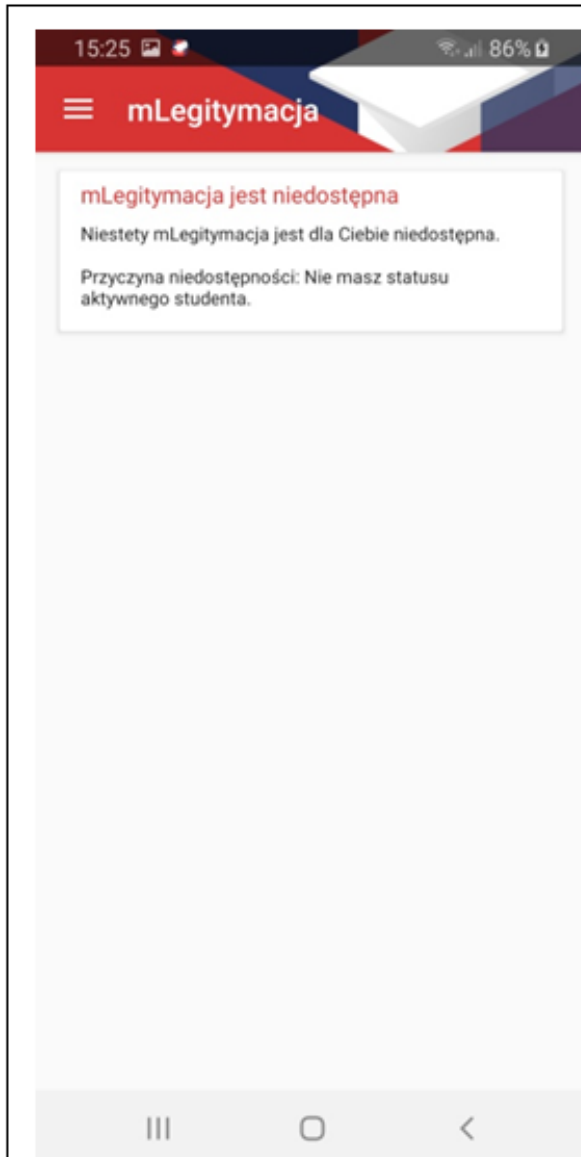 15:25 86%
mLegitymacja
mLegitymacja jest niedostępna
Niestety mLegitymacja jest dla Ciebie niedostępna.
Przyczyna niedostępności: Nie masz statusu
aktywnego studenta.